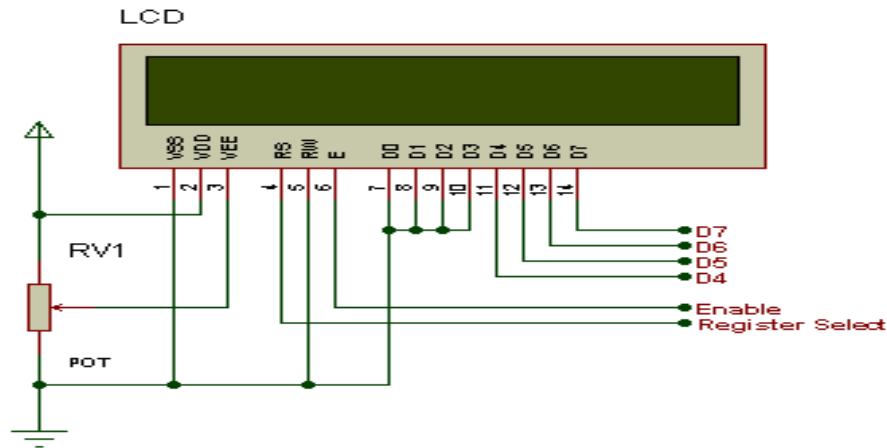 LCD
VSS VDD VEE RS RW E D0 D1 D2 D3 D4 D5 D6 D7
1 2 3 4 5 6 7 8 9 10 11 12 13 14
D7
D6
D5
D4
RV1
Enable
Register Select
POT